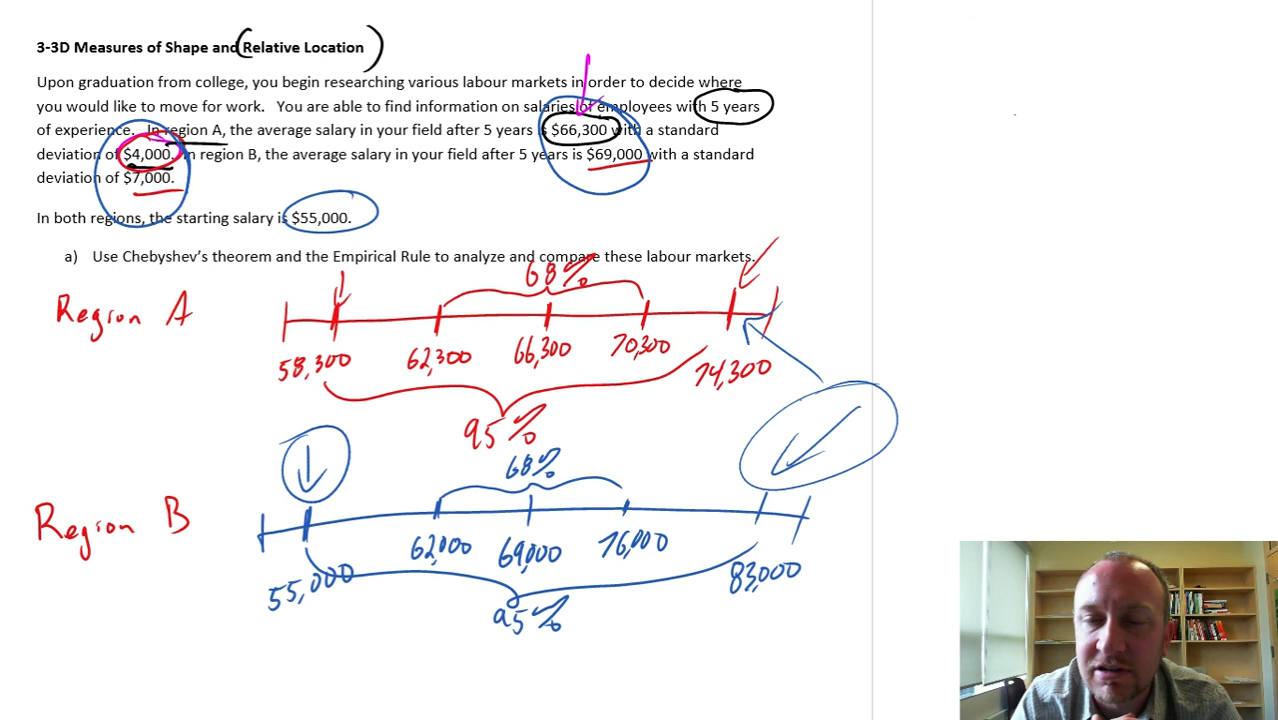 3-3D Measures of Shape and (Relative Location)
Upon graduation from college, you begin researching various labour markets in order to decide where
you would like to move for work. You are able to find information on salaries of employees with 5 years
of experience. In region A, the average salary in your field after 5 years is $66,300 with a standard
deviation of $4,000. In region B, the average salary in your field after 5 years is $69,000 with a standard
deviation of $7,000.
In both regions, the starting salary is $55,000.
a) Use Chebyshev's theorem and the Empirical Rule to analyze and compare these labour markets.
68%
Region A
58,300 62,300 66,300 70,300 74,300
95%
68%
Region B
55,000 62,000 69,000 76,000 83,000
95%